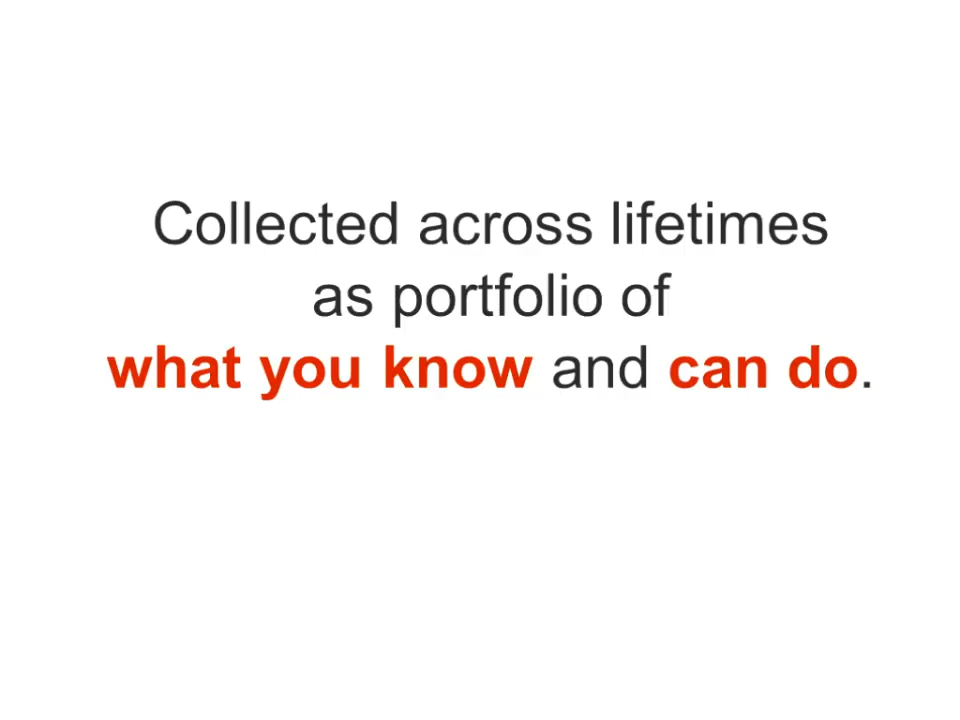 Collected across lifetimes
as portfolio of
what you know and can do.